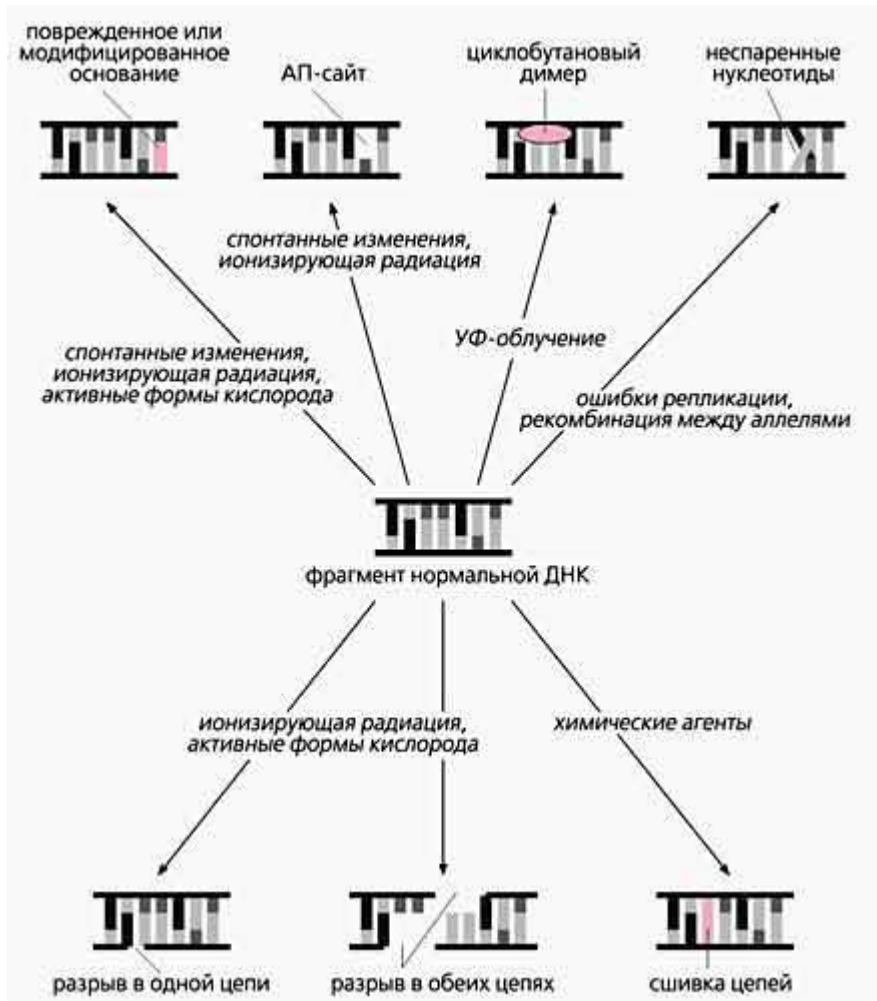 поврежденное или
модифицированное
основание
АП-сайт
циклобутановый
димер
неспаренные
нуклеотиды
спонтанные изменения,
ионизирующая радиация
спонтанные изменения,
ионизирующая радиация,
активные формы кислорода
УФ-облучение
ошибки репликации,
рекомбинация между аллелями
фрагмент нормальной ДНК
ионизирующая радиация,
активные формы кислорода
химические агенты
разрыв в одной цепи
разрыв в обеих цепях
сшивка цепей